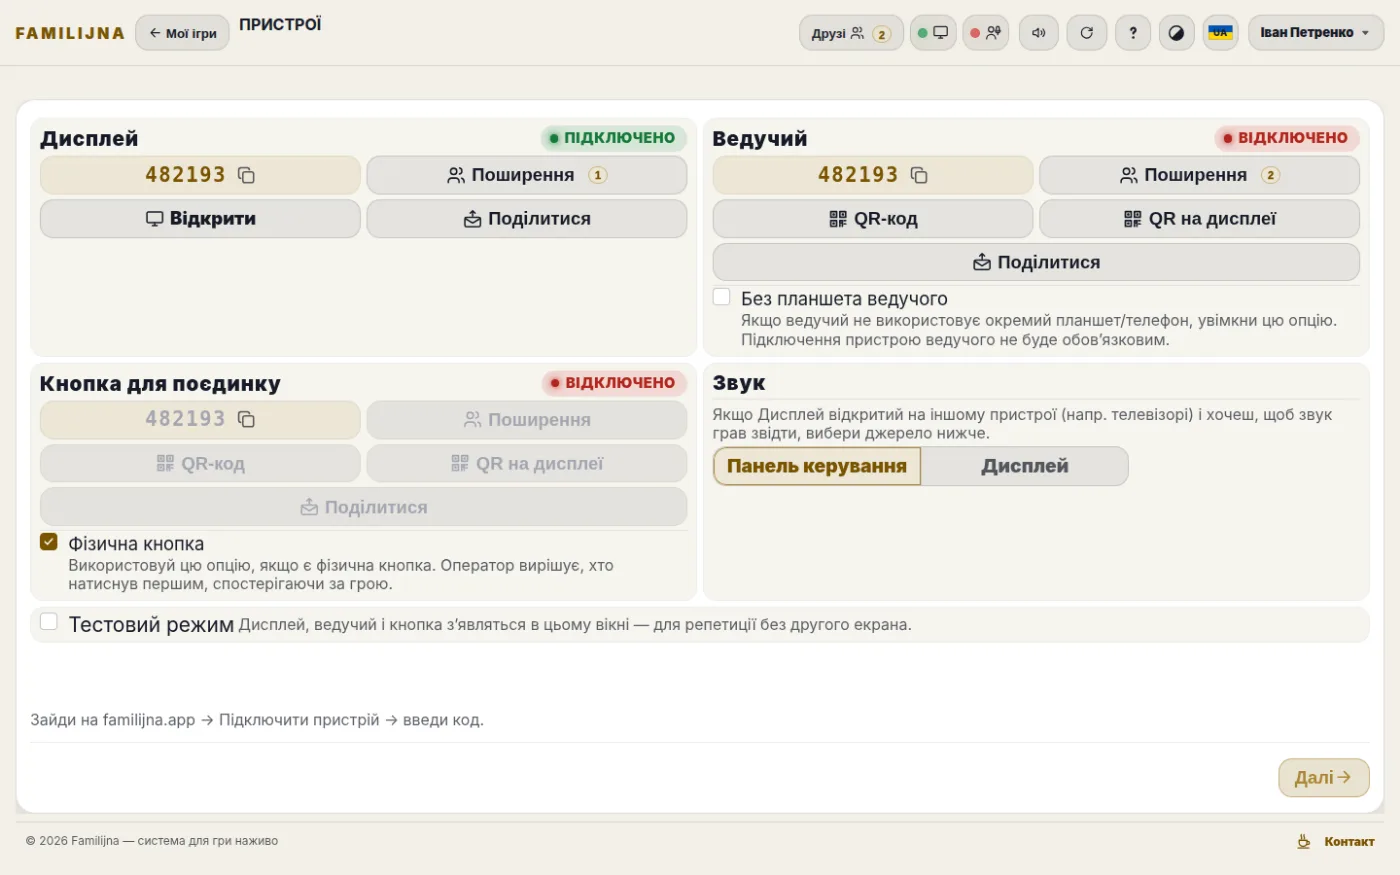 FAMILIJNA
← Мої ігри
ПРИСТРОЇ
Друзі 2
?
UA
Іван Петренко
Дисплей
ПІДКЛЮЧЕНО
482193
Поширення 1
Відкрити
Поділитися
Ведучий
ВІДКЛЮЧЕНО
482193
Поширення 2
QR-код
QR на дисплеї
Поділитися
Без планшета ведучого
Якщо ведучий не використовує окремий планшет/телефон, увімкни цю опцію.
Підключення пристрою ведучого не буде обов’язковим.
Кнопка для поєдинку
ВІДКЛЮЧЕНО
482193
Поширення
QR-код
QR на дисплеї
Поділитися
Фізична кнопка
Використовуй цю опцію, якщо є фізична кнопка. Оператор вирішує, хто
натиснув першим, спостерігаючи за грою.
Звук
Якщо Дисплей відкритий на іншому пристрої (напр. телевізорі) і хочеш, щоб звук
грав звідти, вибери джерело нижче.
Панель керування
Дисплей
Тестовий режим Дисплей, ведучий і кнопка з’являться в цьому вікні — для репетиції без другого екрана.
Зайди на familijna.app → Підключити пристрій → введи код.
Далі →
© 2026 Familijna — система для гри наживо
Контакт